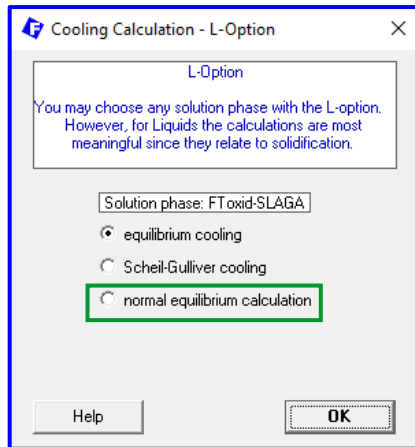 F Cooling Calculation - L-Option
L-Option
You may choose any solution phase with the L-option.
However, for Liquids the calculations are most
meaningful since they relate to solidification.
Solution phase: FToxid-SLAGA
equilibrium cooling
Scheil-Gulliver cooling
normal equilibrium calculation
Help
OK